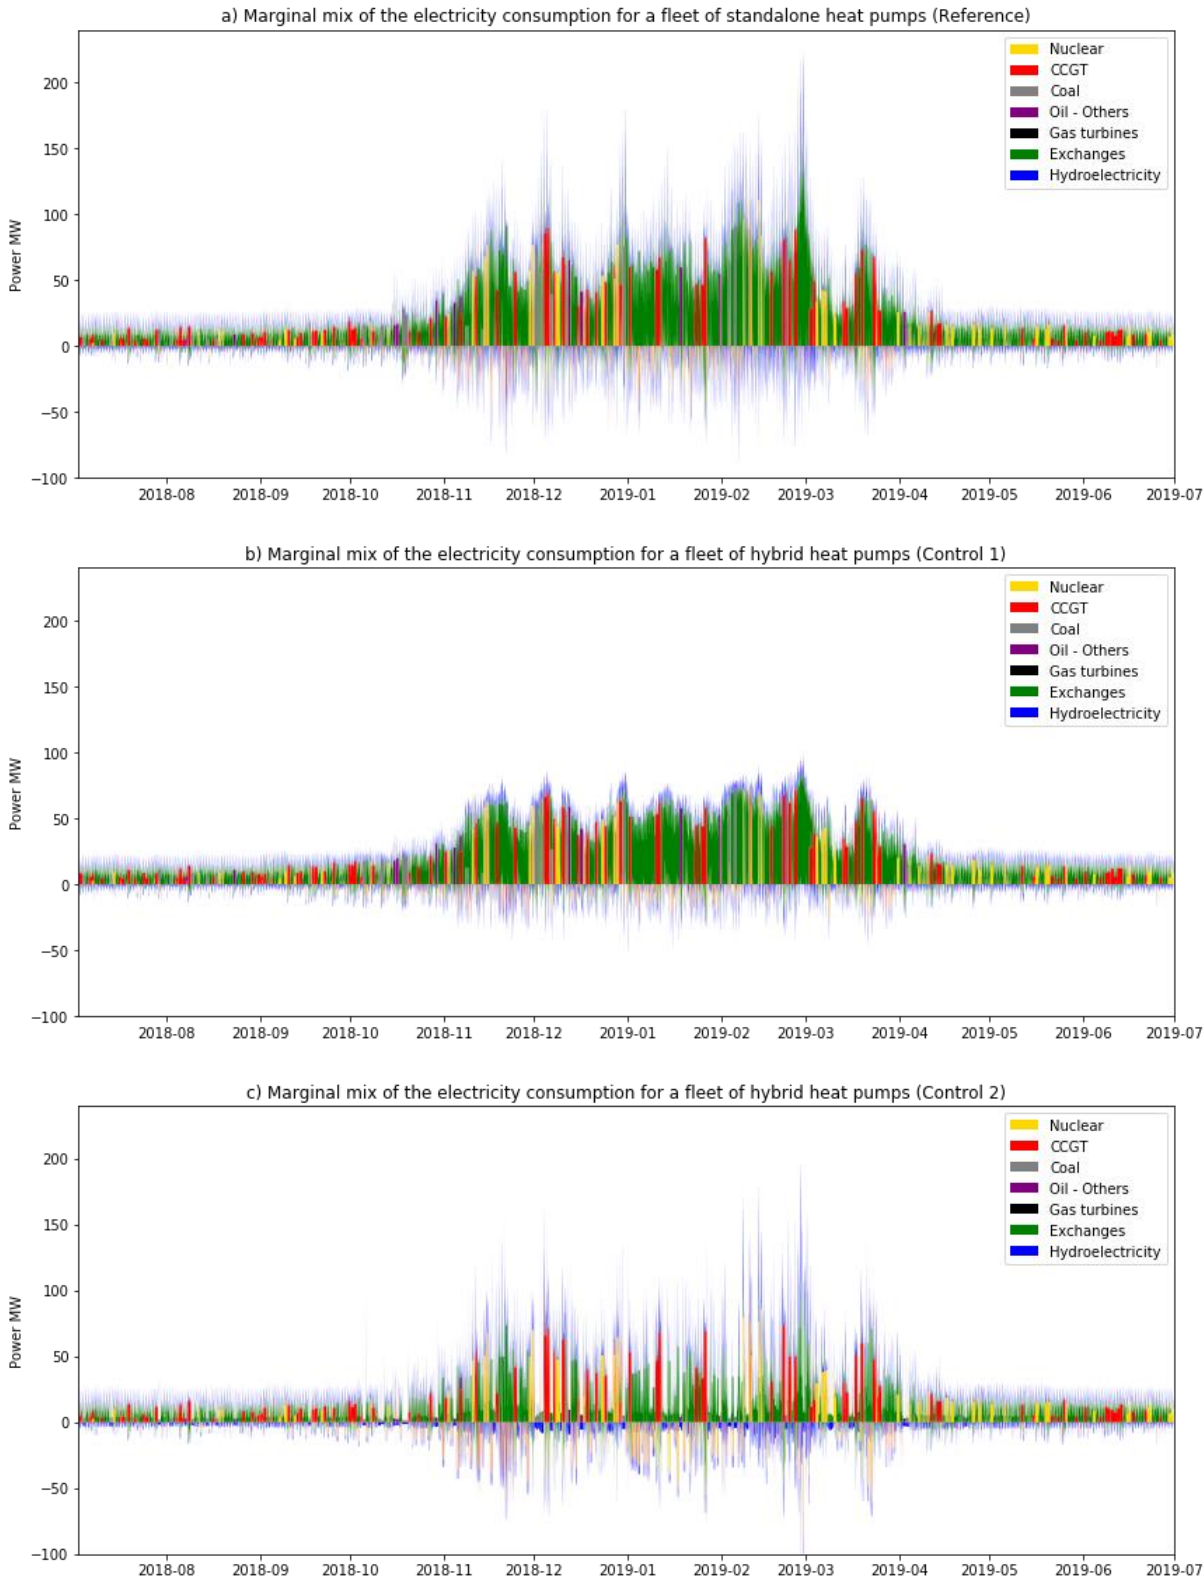 a) Marginal mix of the electricity consumption for a fleet of standalone heat pumps (Reference)
Nuclear
CCGT
Coal
Oil - Others
Gas turbines
Exchanges
Hydroelectricity
Power MW
200
150
100
50
0
−50
−100
2018-08 2018-09 2018-10 2018-11 2018-12 2019-01 2019-02 2019-03 2019-04 2019-05 2019-06 2019-07
b) Marginal mix of the electricity consumption for a fleet of hybrid heat pumps (Control 1)
Nuclear
CCGT
Coal
Oil - Others
Gas turbines
Exchanges
Hydroelectricity
Power MW
200
150
100
50
0
−50
−100
2018-08 2018-09 2018-10 2018-11 2018-12 2019-01 2019-02 2019-03 2019-04 2019-05 2019-06 2019-07
c) Marginal mix of the electricity consumption for a fleet of hybrid heat pumps (Control 2)
Nuclear
CCGT
Coal
Oil - Others
Gas turbines
Exchanges
Hydroelectricity
Power MW
200
150
100
50
0
−50
−100
2018-08 2018-09 2018-10 2018-11 2018-12 2019-01 2019-02 2019-03 2019-04 2019-05 2019-06 2019-07